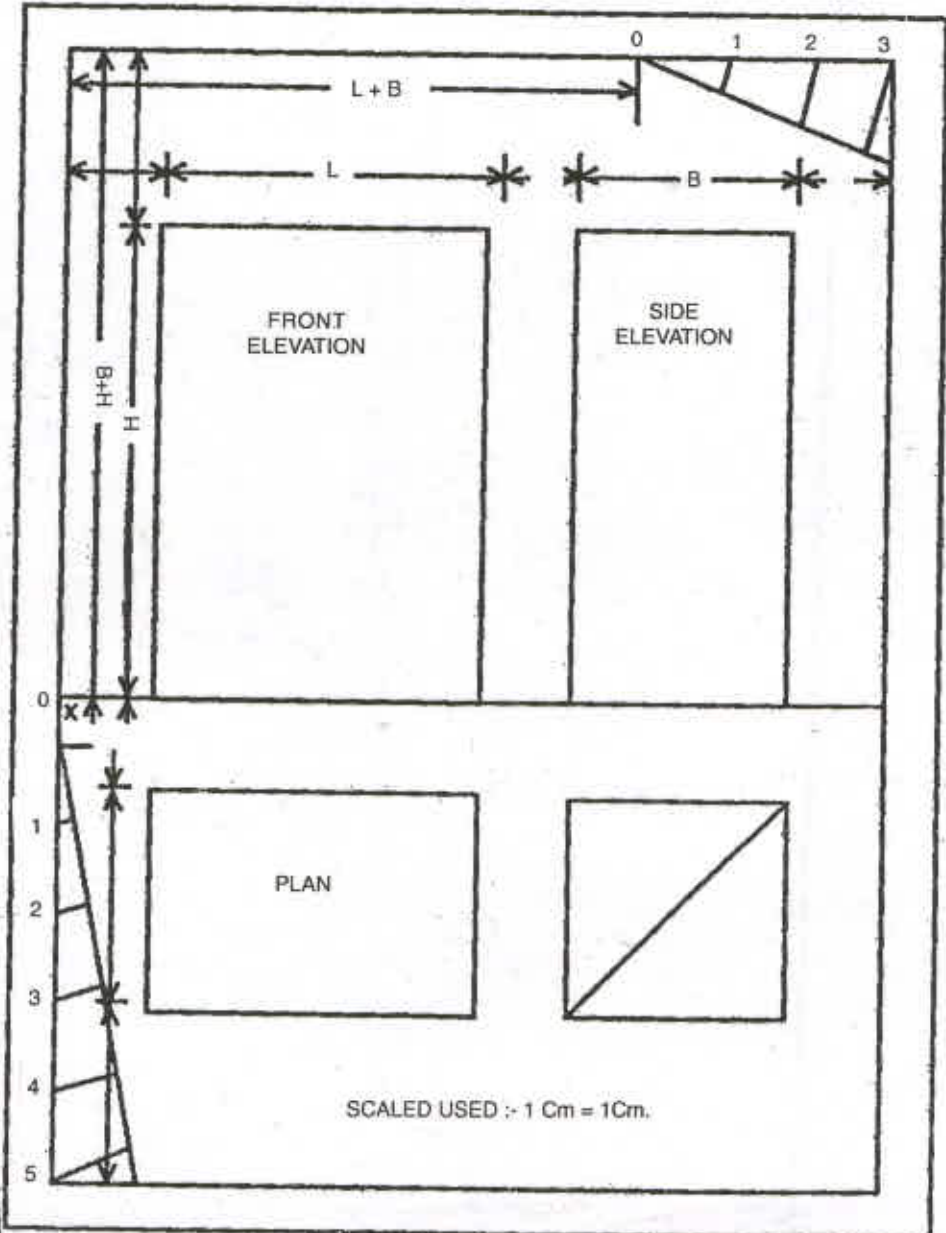 0 1 2 3
L + B
L
B
FRONT
ELEVATION
SIDE
ELEVATION
B+H
H
0
X
1
PLAN
2
3
4
SCALED USED :- 1 Cm = 1Cm.
5